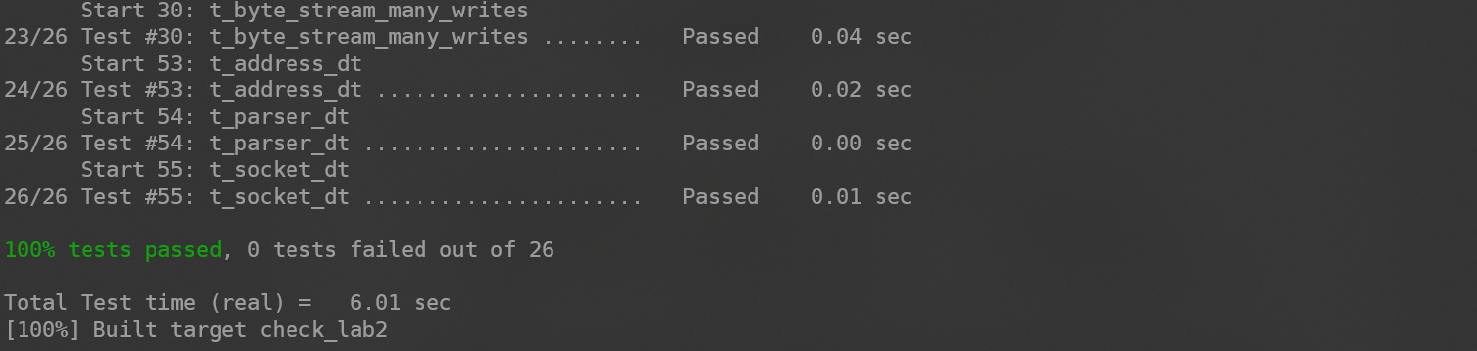 Start 30: t_byte_stream_many_writes
23/26 Test #30: t_byte_stream_many_writes ........   Passed    0.04 sec
      Start 53: t_address_dt
24/26 Test #53: t_address_dt .....................   Passed    0.02 sec
      Start 54: t_parser_dt
25/26 Test #54: t_parser_dt ......................   Passed    0.00 sec
      Start 55: t_socket_dt
26/26 Test #55: t_socket_dt ......................   Passed    0.01 sec

100% tests passed, 0 tests failed out of 26

Total Test time (real) =   6.01 sec
[100%] Built target check_lab2